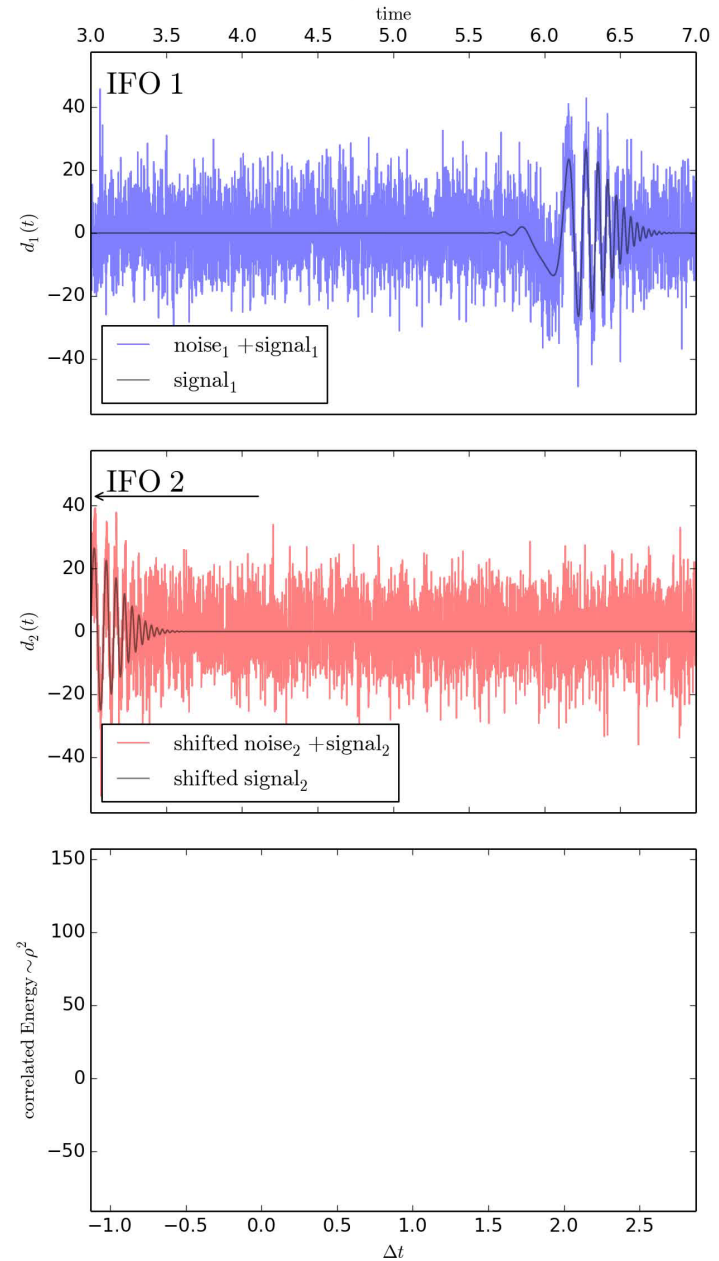 time
3.0 3.5 4.0 4.5 5.0 5.5 6.0 6.5 7.0
IFO 1
40
20
0
−20
−40
d₁(t)
noise₁ +signal₁
signal₁
IFO 2
40
20
0
−20
−40
d₂(t)
shifted noise₂ +signal₂
shifted signal₂
150
100
50
0
−50
correlated Energy ∼ρ²
−1.0 −0.5 0.0 0.5 1.0 1.5 2.0 2.5
Δt